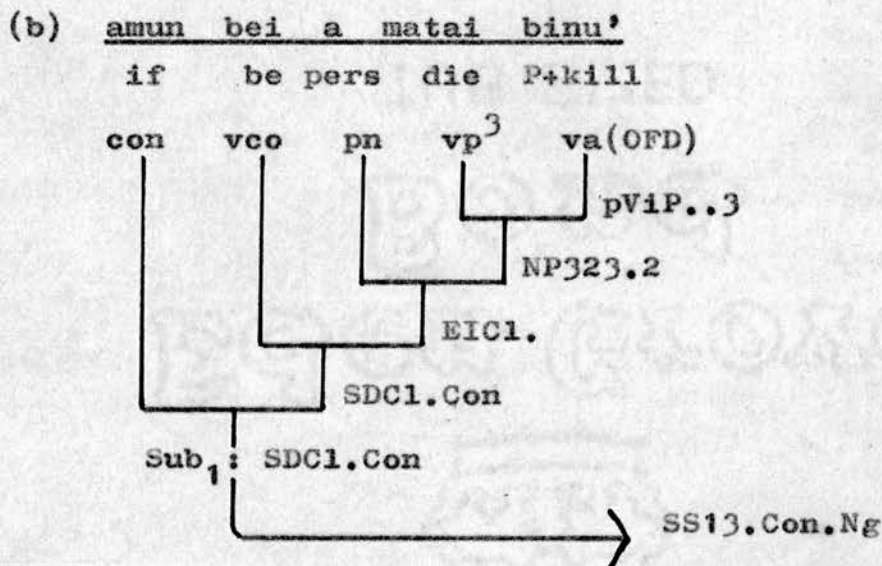 (b) amun bei a matai binu'
if be pers die P+kill
con vco pn vp³ va(OFD)
pViP..3
NP323.2
EICl.
SDCl.Con
Sub₁: SDCl.Con
SS13.Con.Ng